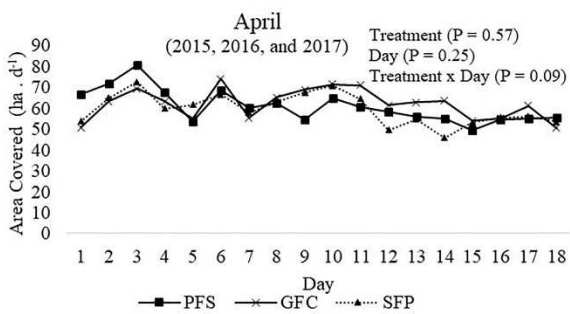 April
(2015, 2016, and 2017)
Treatment (P = 0.57)
Day (P = 0.25)
Treatment x Day (P = 0.09)
Area Covered (ha . d-¹)
90
80
70
60
50
40
30
20
10
0
1 2 3 4 5 6 7 8 9 10 11 12 13 14 15 16 17 18
Day
PFS GFC SFP